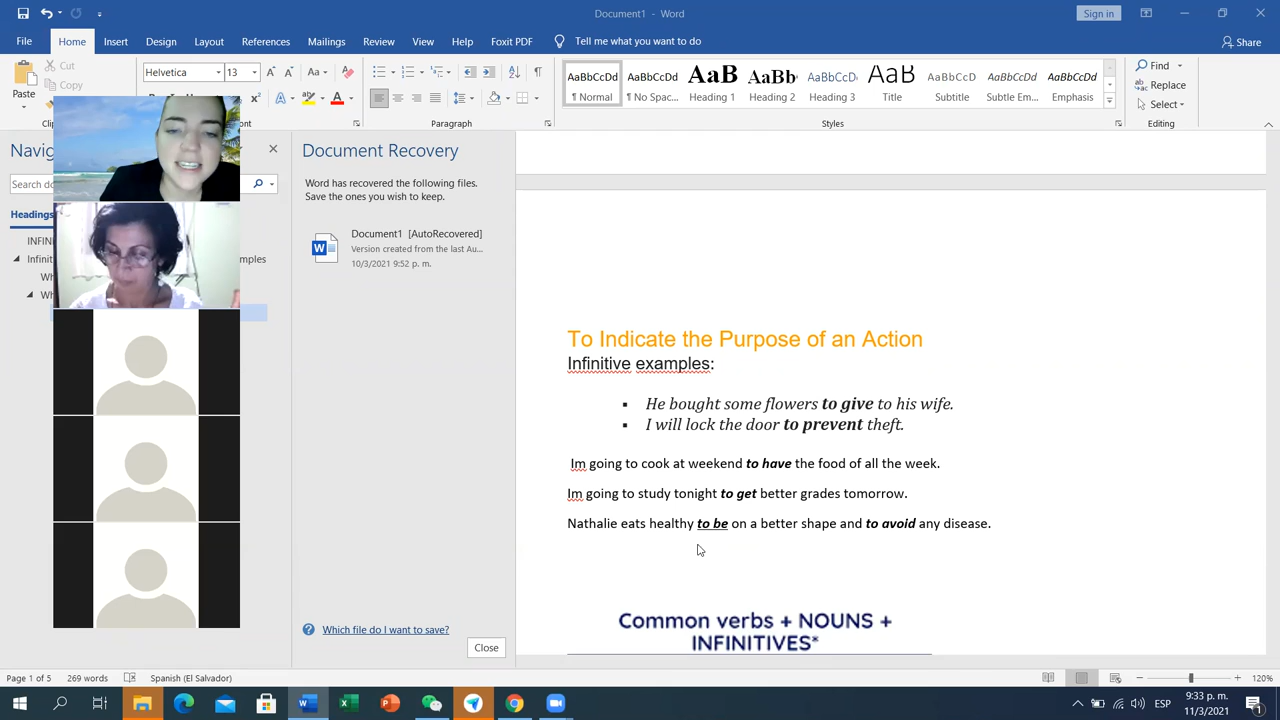 Document1 - Word
Sign in
File Home Insert Design Layout References Mailings Review View Help Foxit PDF Tell me what you want to do
Share
Cut
Copy
Paste
Helvetica 13
AaBbCcDd AaBbCcDd AaB AaBb AaBbCcD AaB AaBbCcD AaBbCcDd AaBbCcDd
¶ Normal ¶ No Spac... Heading 1 Heading 2 Heading 3 Title Subtitle Subtle Em... Emphasis
Find
Replace
Select
Paragraph
Styles
Editing
Document Recovery
Word has recovered the following files.
Save the ones you wish to keep.
Document1 [AutoRecovered]
Version created from the last Au...
10/3/2021 9:52 p. m.
Which file do I want to save?
Close
To Indicate the Purpose of an Action
Infinitive examples:
▪ He bought some flowers to give to his wife.
▪ I will lock the door to prevent theft.
Im going to cook at weekend to have the food of all the week.
Im going to study tonight to get better grades tomorrow.
Nathalie eats healthy to be on a better shape and to avoid any disease.
Common verbs + NOUNS +
INFINITIVES*
Page 1 of 5 269 words Spanish (El Salvador)
120%
ESP
9:33 p. m.
11/3/2021